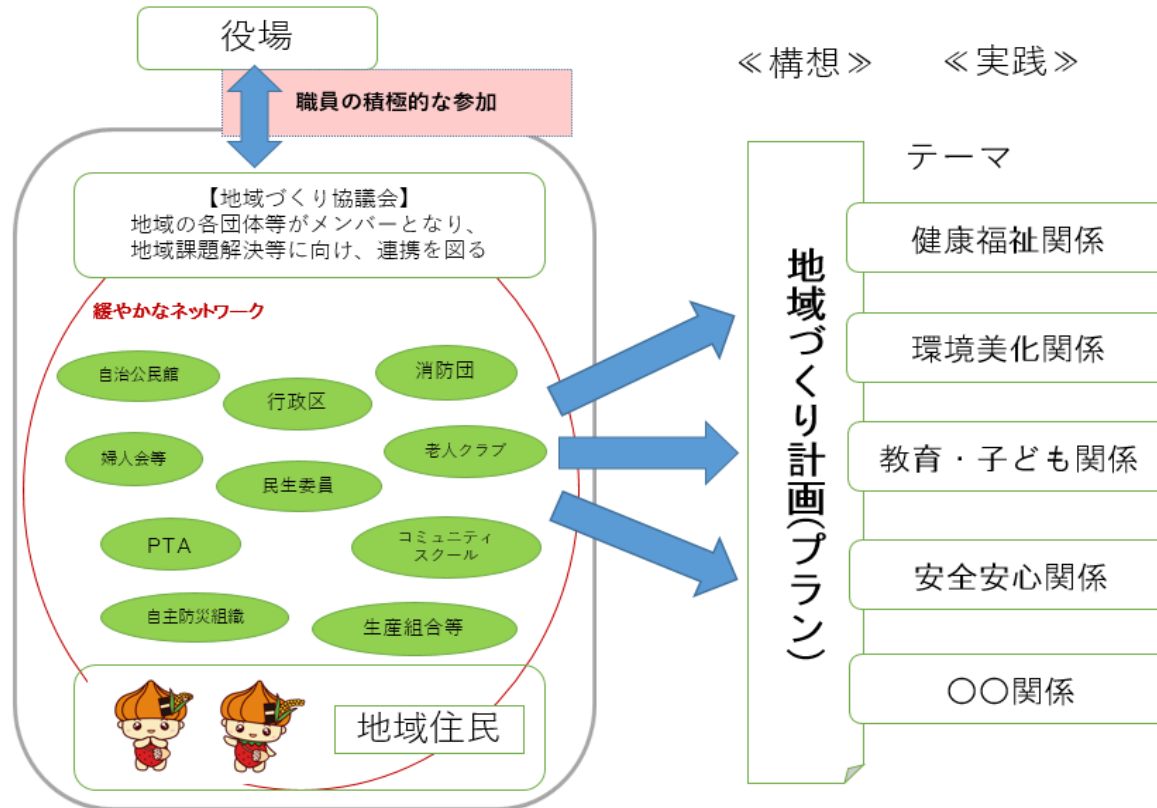 役場
職員の積極的な参加
【地域づくり協議会】
地域の各団体等がメンバーとなり、
地域課題解決等に向け、連携を図る
緩やかなネットワーク
自治公民館
行政区
消防団
婦人会等
民生委員
老人クラブ
PTA
コミュニティ
スクール
自主防災組織
生産組合等
地域住民
≪構想≫
≪実践≫
地域づくり計画(プラン)
テーマ
健康福祉関係
環境美化関係
教育・子ども関係
安全安心関係
〇〇関係